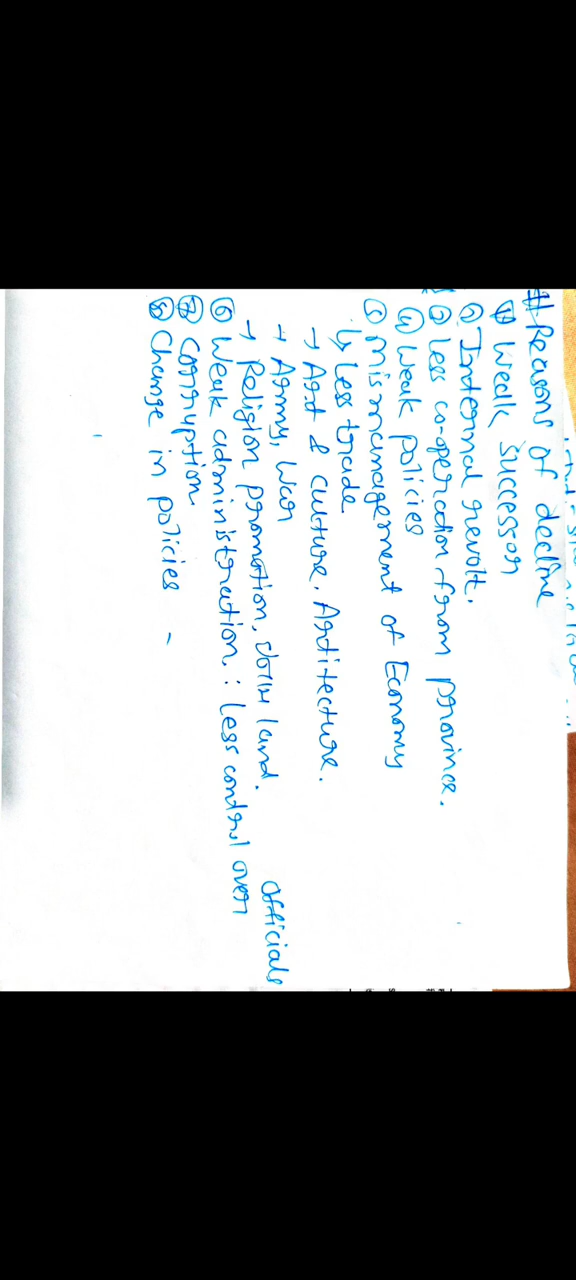 # Reasons of decline
① Weak successor
② Internal revolt.
③ Less co-operation from province.
④ Weak policies
⑤ Mismanagement of Economy
↳ Less trade
→ Art & culture, Artitecture.
→ Army, War
→ Religion promotion, land.
⑥ Weak administration, : less control over officials
⑦ Corruption
⑧ Change in policies -